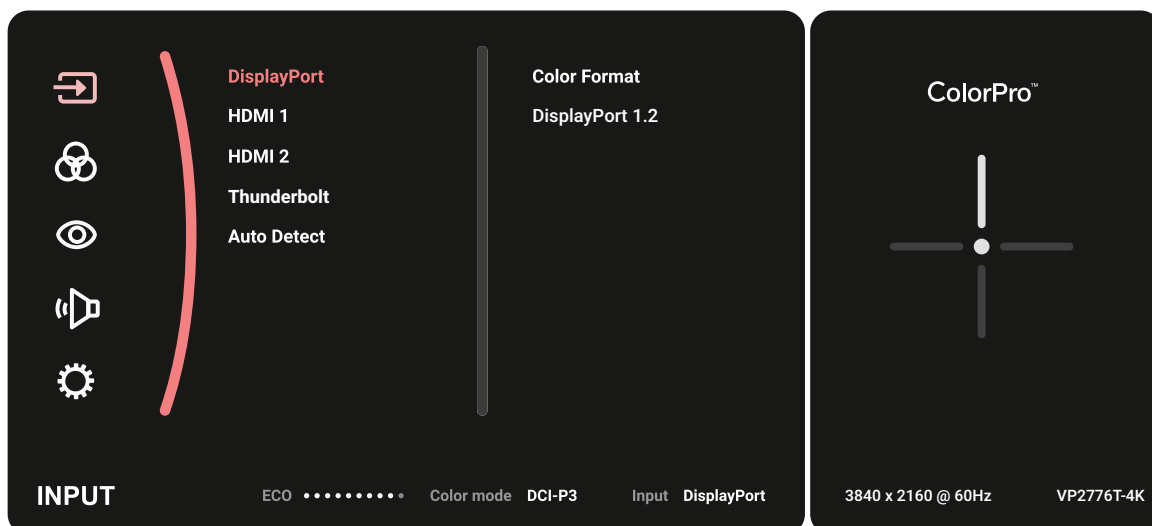 DisplayPort
HDMI 1
HDMI 2
Thunderbolt
Auto Detect
Color Format
DisplayPort 1.2
INPUT
ECO Color mode DCI-P3 Input DisplayPort
ColorPro™
3840 x 2160 @ 60Hz VP2776T-4K